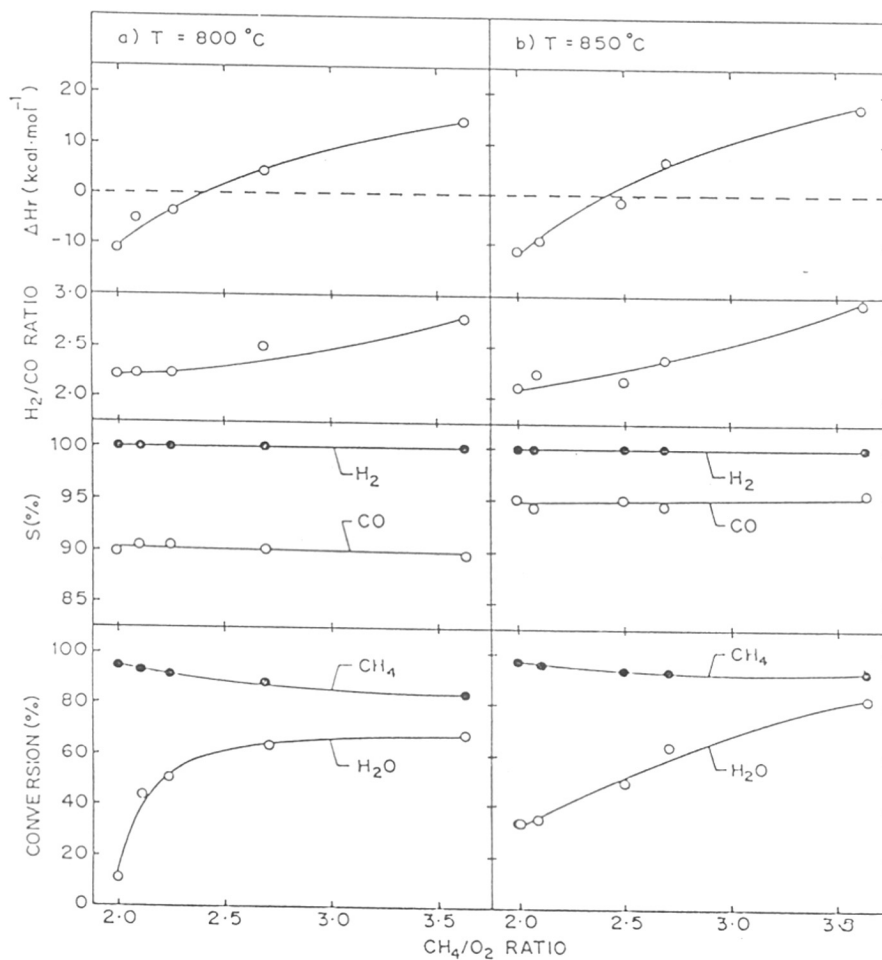 a) T = 800 °C
b) T = 850°C
ΔHr (kcal·mol⁻¹)
20
10
0
-10
H₂/CO RATIO
3·0
2·5
2·0
S(%)
100
95
90
85
H₂
CO
H₂
CO
CONVERSION (%)
100
80
60
40
20
0
CH₄
H₂O
CH₄
H₂O
2·0
2·5
3·0
3·5
2·0
2·5
3·0
3·5
CH₄/O₂ RATIO